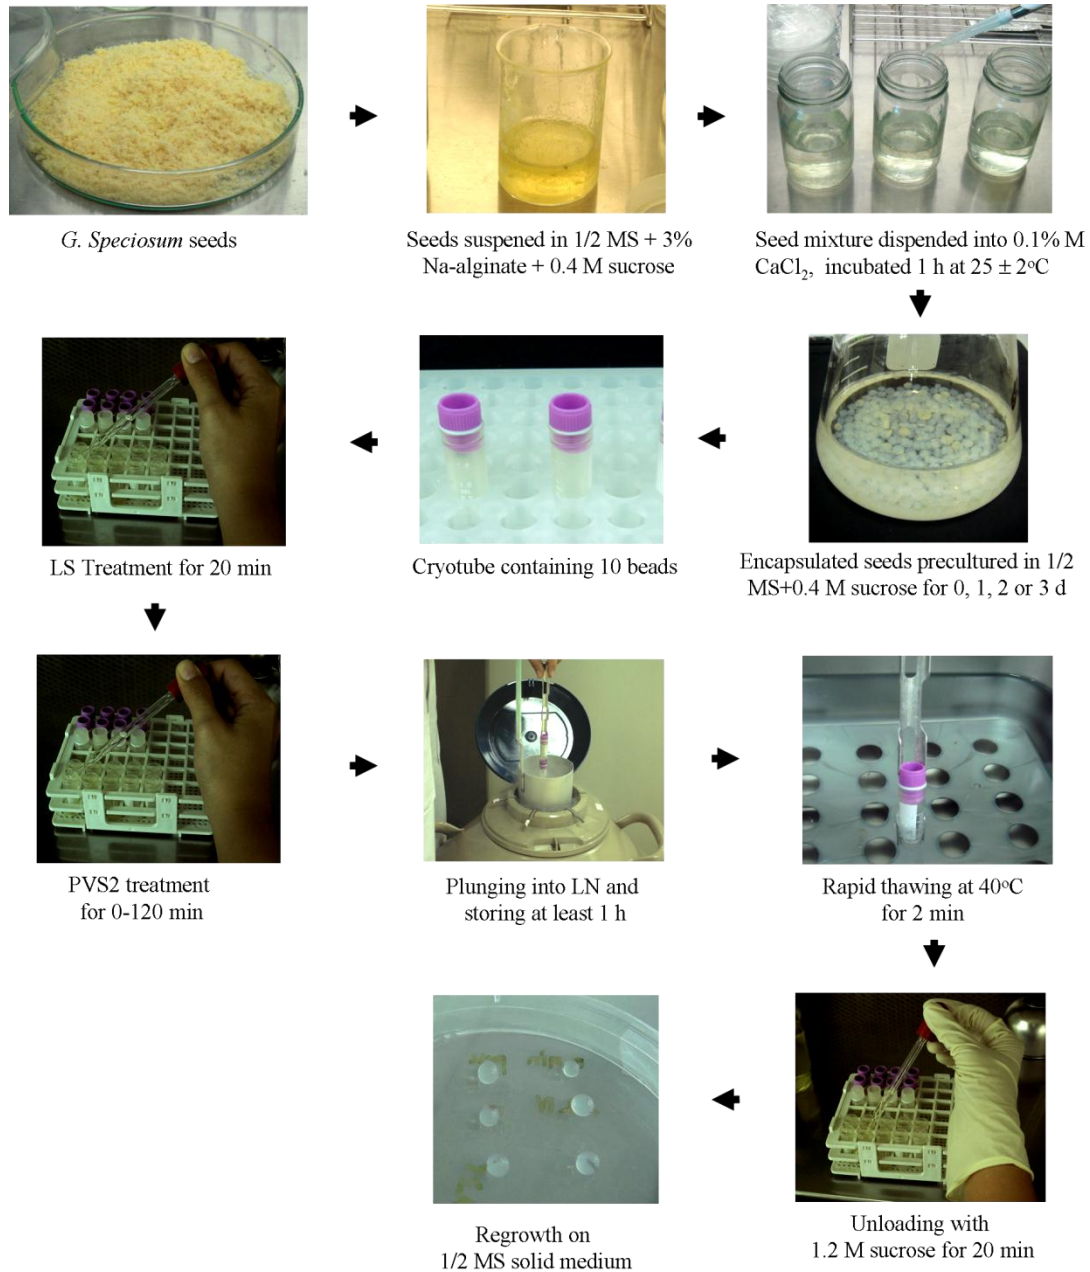 G. Speciosum seeds
Seeds suspened in 1/2 MS + 3%
Na-alginate + 0.4 M sucrose
Seed mixture dispended into 0.1% M
CaCl₂, incubated 1 h at 25 ± 2°C
Encapsulated seeds precultured in 1/2
MS+0.4 M sucrose for 0, 1, 2 or 3 d
Cryotube containing 10 beads
LS Treatment for 20 min
PVS2 treatment
for 0-120 min
Plunging into LN and
storing at least 1 h
Rapid thawing at 40°C
for 2 min
Unloading with
1.2 M sucrose for 20 min
Regrowth on
1/2 MS solid medium